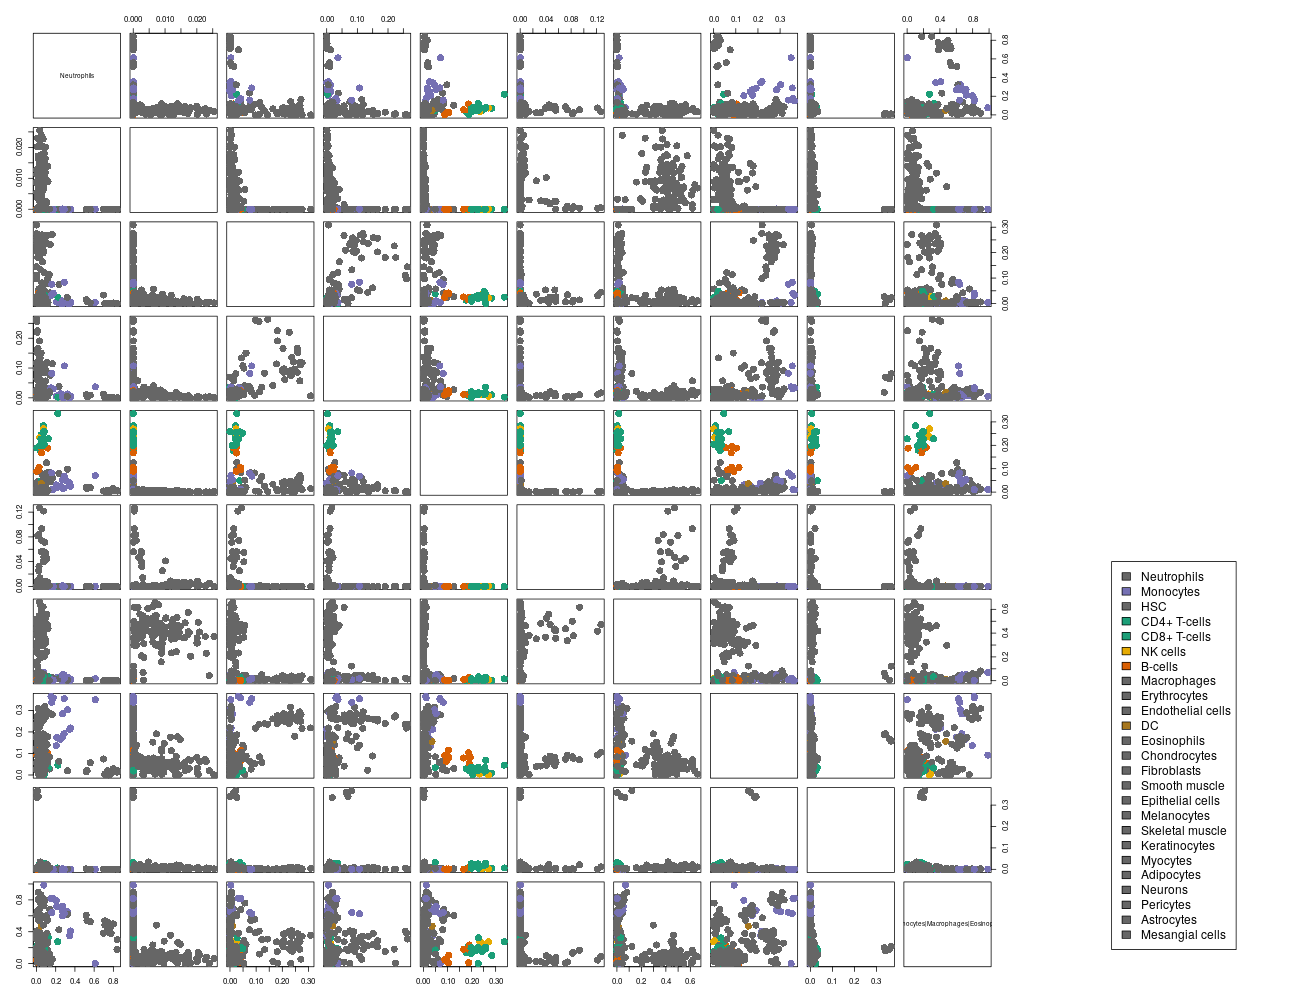 0.000 0.010 0.020 0.00 0.10 0.20 0.00 0.04 0.08 0.12 0.0 0.1 0.2 0.3 0.0 0.4 0.8
Neutrophils
0.0 0.2 0.4 0.6 0.8
0.000 0.010 0.020
0.00 0.10 0.20 0.30
0.00 0.10 0.20
0.00 0.10 0.20 0.30
0.00 0.04 0.08 0.12
0.0 0.2 0.4 0.6
0.0 0.1 0.2 0.3
0.0 0.1 0.2 0.3
0.0 0.4 0.8
ocytes|Macrophages|Eosinop
0.0 0.2 0.4 0.6 0.8 0.00 0.10 0.20 0.30 0.00 0.10 0.20 0.30 0.0 0.2 0.4 0.6 0.0 0.1 0.2 0.3
Neutrophils
Monocytes
HSC
CD4+ T-cells
CD8+ T-cells
NK cells
B-cells
Macrophages
Erythrocytes
Endothelial cells
DC
Eosinophils
Chondrocytes
Fibroblasts
Smooth muscle
Epithelial cells
Melanocytes
Skeletal muscle
Keratinocytes
Myocytes
Adipocytes
Neurons
Pericytes
Astrocytes
Mesangial cells